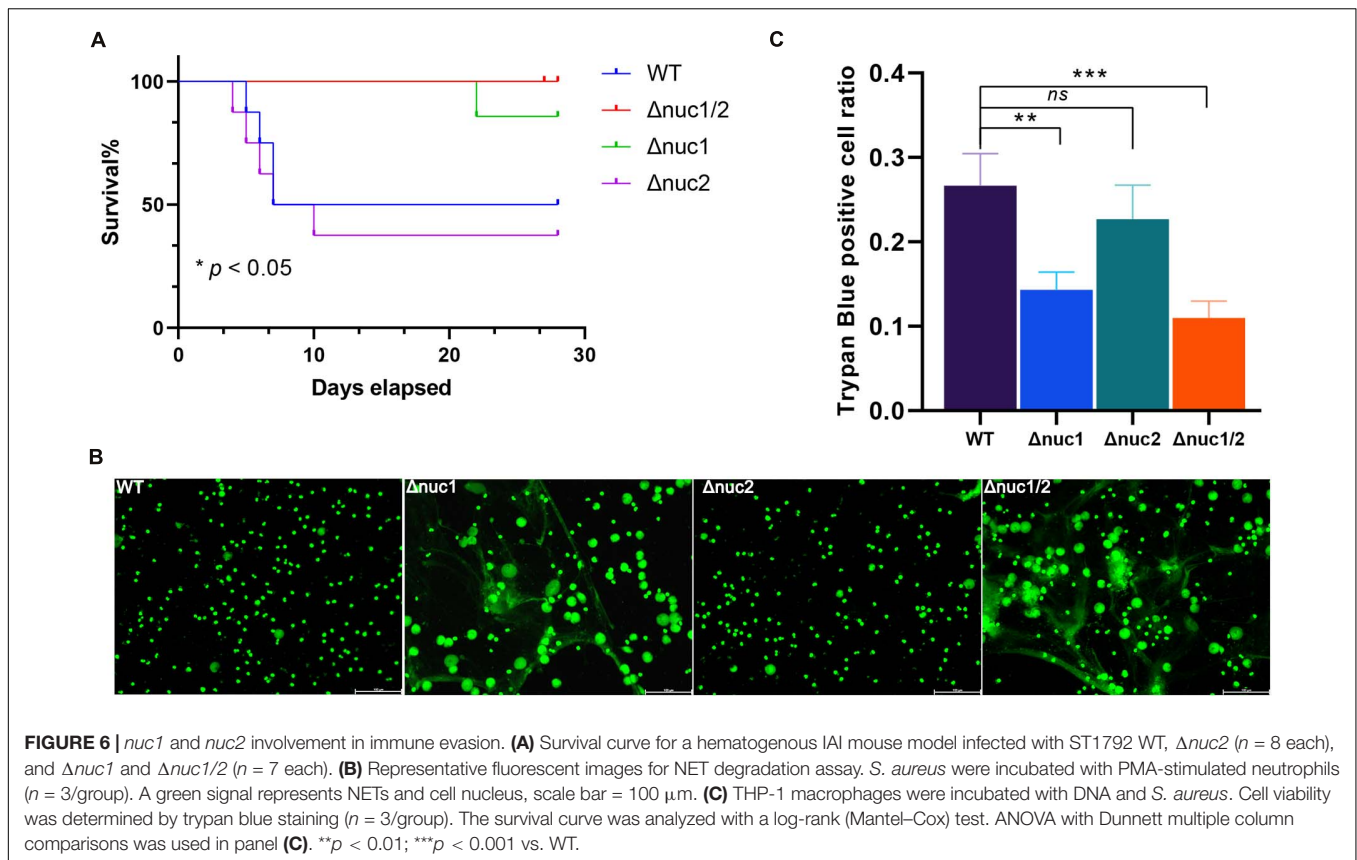 A
Survival%
100
50
0
0 10 20 30
Days elapsed
* p < 0.05
WT
Δnuc1/2
Δnuc1
Δnuc2
C
Trypan Blue positive cell ratio
0.4
0.3
0.2
0.1
0.0
***
ns
**
WT Δnuc1 Δnuc2 Δnuc1/2
B
WT Δnuc1 Δnuc2 Δnuc1/2
FIGURE 6 | nuc1 and nuc2 involvement in immune evasion. (A) Survival curve for a hematogenous IAI mouse model infected with ST1792 WT, Δnuc2 (n = 8 each),
and Δnuc1 and Δnuc1/2 (n = 7 each). (B) Representative fluorescent images for NET degradation assay. S. aureus were incubated with PMA-stimulated neutrophils
(n = 3/group). A green signal represents NETs and cell nucleus, scale bar = 100 μm. (C) THP-1 macrophages were incubated with DNA and S. aureus. Cell viability
was determined by trypan blue staining (n = 3/group). The survival curve was analyzed with a log-rank (Mantel–Cox) test. ANOVA with Dunnett multiple column
comparisons was used in panel (C). **p < 0.01; ***p < 0.001 vs. WT.